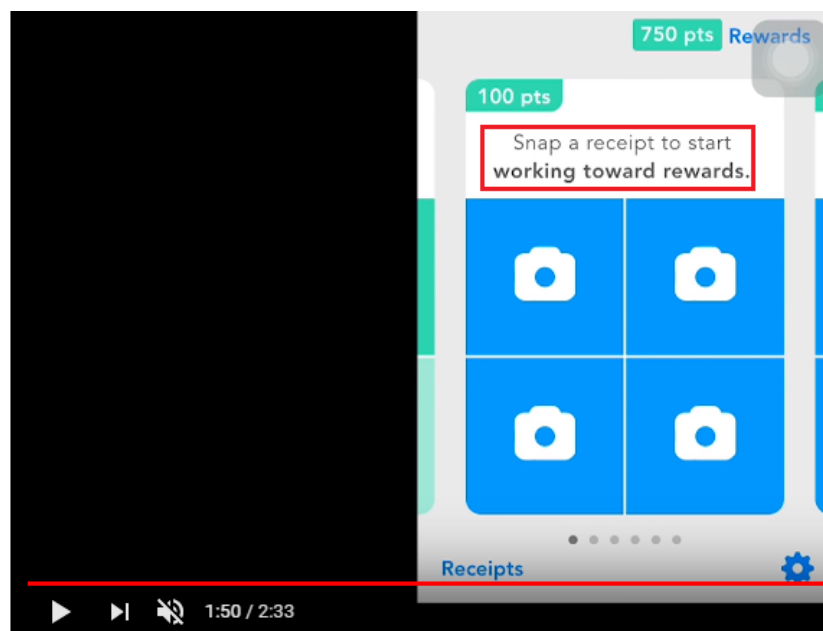 750 pts Rewards
100 pts
Snap a receipt to start
working toward rewards.
Receipts
1:50 / 2:33